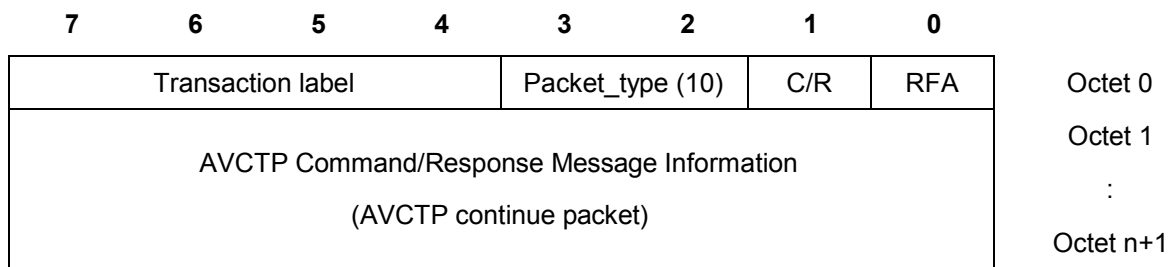 7 6 5 4 3 2 1 0
Transaction label Packet_type (10) C/R RFA Octet 0
Octet 1
AVCTP Command/Response Message Information
:
(AVCTP continue packet)
Octet n+1